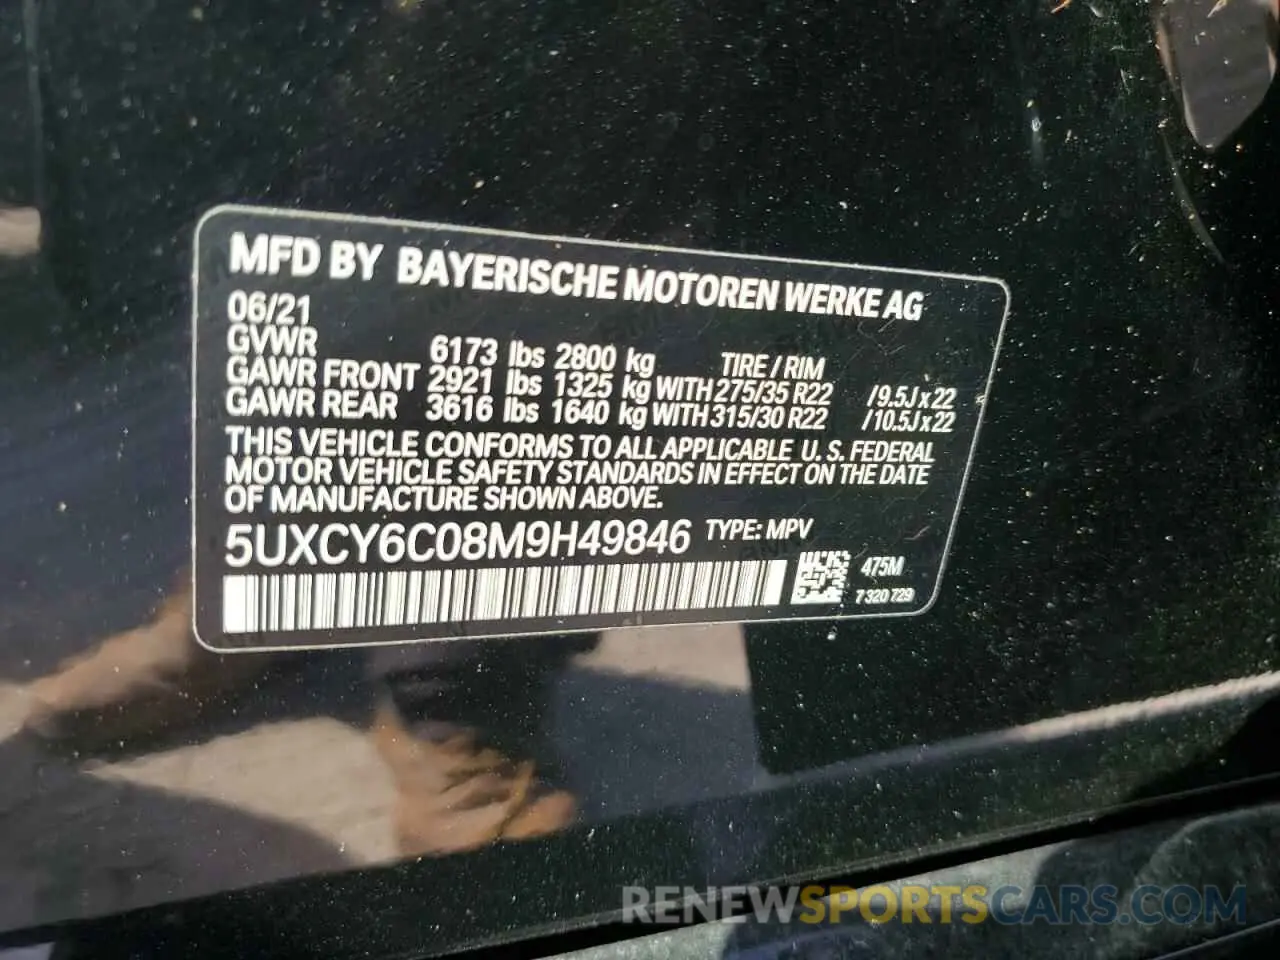 MFD BY BAYERISCHE MOTOREN WERKE AG
06/21
GVWR 6173 lbs 2800 kg TIRE / RIM
GAWR FRONT 2921 lbs 1325 kg WITH 275/35 R22 / 9.5J x 22
GAWR REAR 3616 lbs 1640 kg WITH 315/30 R22 / 10.5J x 22
THIS VEHICLE CONFORMS TO ALL APPLICABLE U. S. FEDERAL
MOTOR VEHICLE SAFETY STANDARDS IN EFFECT ON THE DATE
OF MANUFACTURE SHOWN ABOVE.
5UXCY6C08M9H49846 TYPE: MPV
475M
7 320 729
RENEWSPORTSCARS.COM